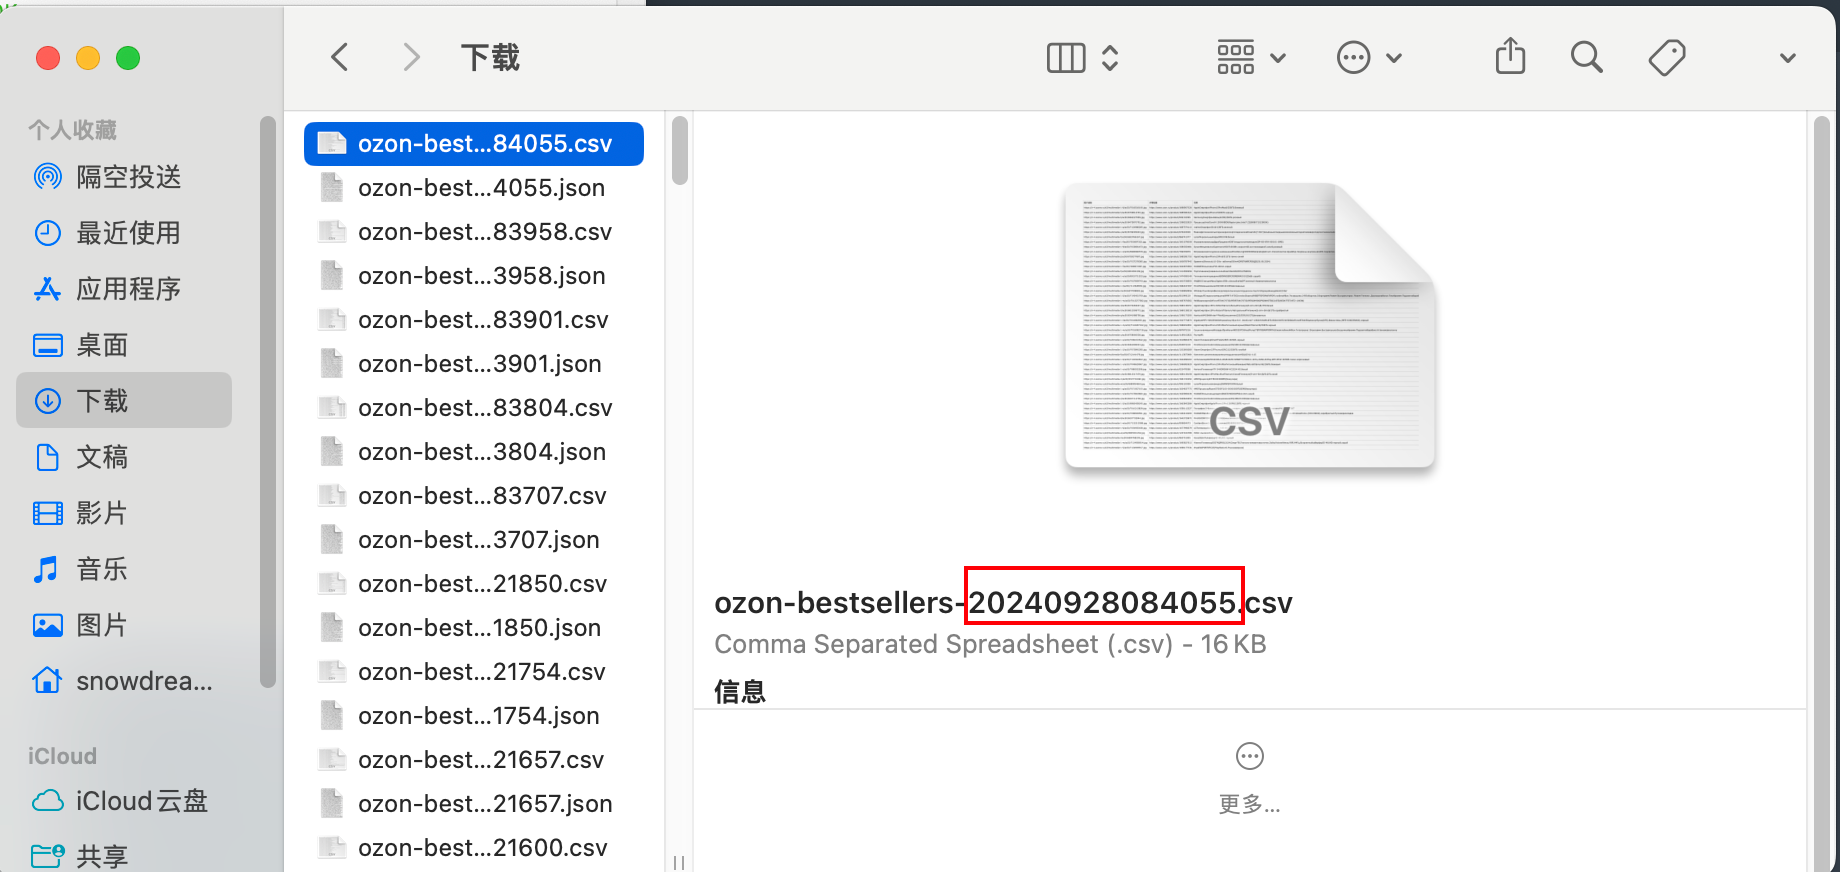 下载
个人收藏
隔空投送
最近使用
应用程序
桌面
下载
文稿
影片
音乐
图片
snowdrea...
iCloud
iCloud云盘
共享
ozon-best...84055.csv
ozon-best...4055.json
ozon-best...83958.csv
ozon-best...3958.json
ozon-best...83901.csv
ozon-best...3901.json
ozon-best...83804.csv
ozon-best...3804.json
ozon-best...83707.csv
ozon-best...3707.json
ozon-best...21850.csv
ozon-best...1850.json
ozon-best...21754.csv
ozon-best...1754.json
ozon-best...21657.csv
ozon-best...21657.json
ozon-best...21600.csv
CSV
ozon-bestsellers-20240928084055.csv
Comma Separated Spreadsheet (.csv) - 16 KB
信息
更多...